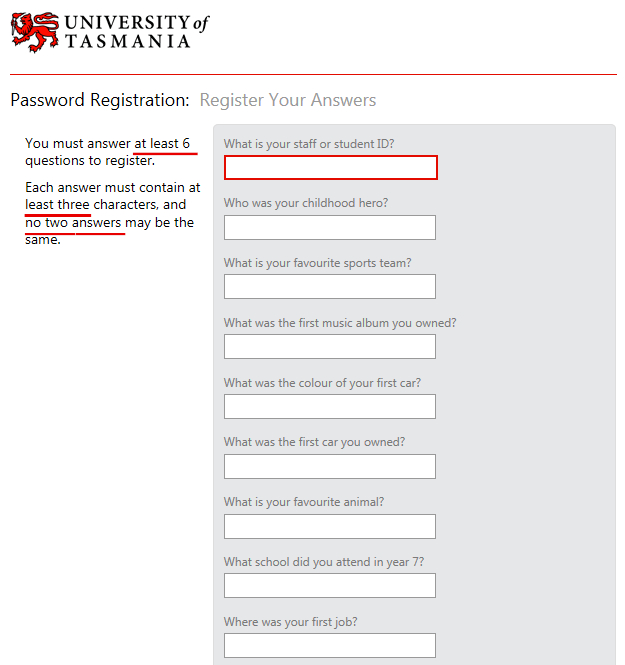 UNIVERSITY of
TASMANIA
Password Registration: Register Your Answers
You must answer at least 6
questions to register.
Each answer must contain at
least three characters, and
no two answers may be the
same.
What is your staff or student ID?
Who was your childhood hero?
What is your favourite sports team?
What was the first music album you owned?
What was the colour of your first car?
What was the first car you owned?
What is your favourite animal?
What school did you attend in year 7?
Where was your first job?